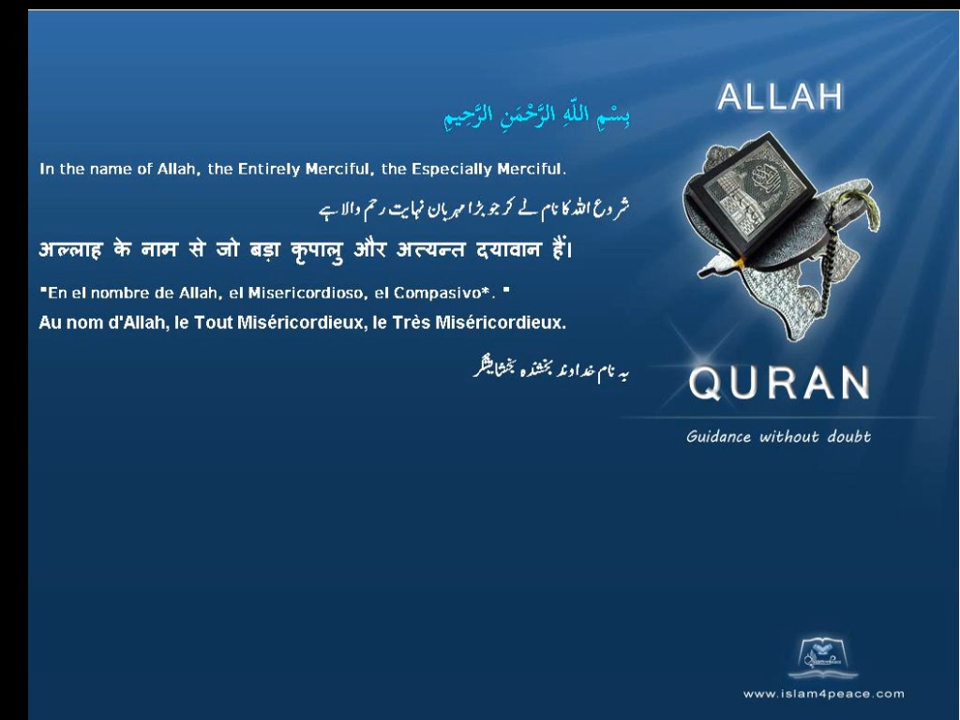 بِسْمِ اللّهِ الرَّحْمَنِ الرَّحِيمِ
In the name of Allah, the Entirely Merciful, the Especially Merciful.
شروع الله کا نام لے کر جو بڑا مہربان نہایت رحم والا ہے
अल्लाह के नाम से जो बड़ा कृपालु और अत्यन्त दयावान हैं।
"En el nombre de Allah, el Misericordioso, el Compasivo*. "
Au nom d'Allah, le Tout Miséricordieux, le Très Miséricordieux.
به نام خداوند بخشنده بخشایشگر
ALLAH
QURAN
Guidance without doubt
www.islam4peace.com